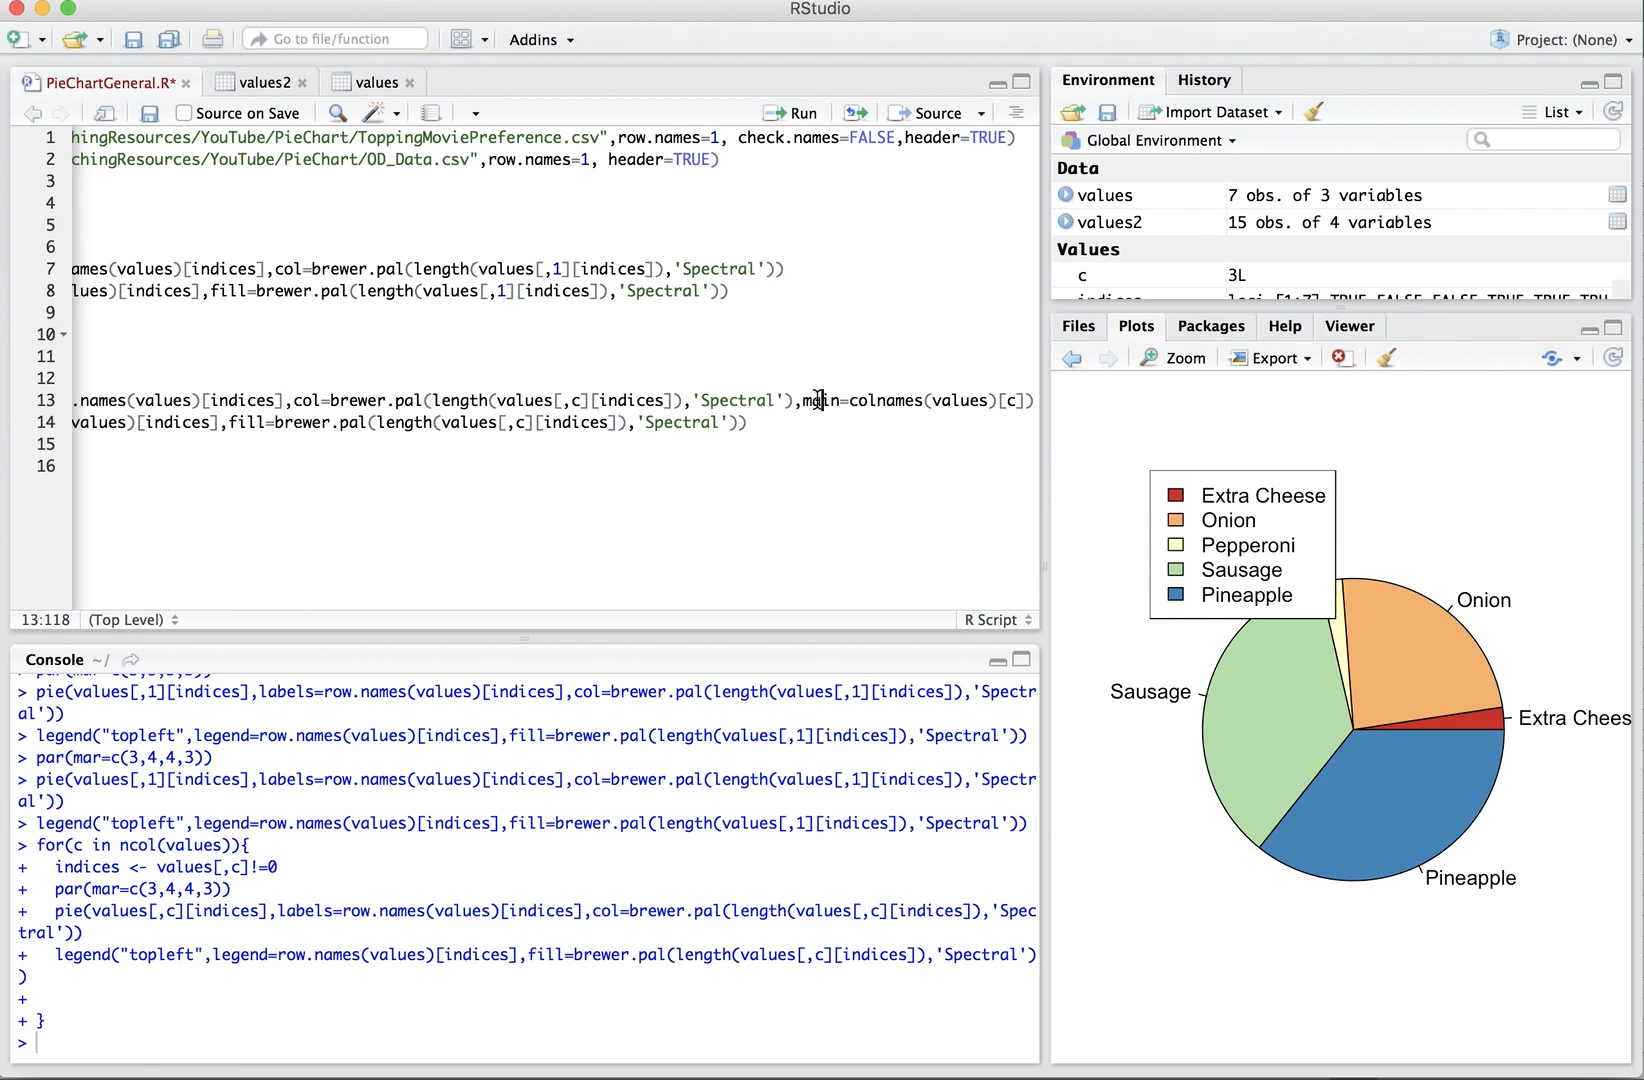 RStudio
Go to file/function
Addins
Project: (None)
PieChartGeneral.R*
values2
values
Source on Save
Run
Source
1 hingResources/YouTube/PieChart/ToppingMoviePreference.csv",row.names=1, check.names=FALSE,header=TRUE)
2 chingResources/YouTube/PieChart/OD_Data.csv",row.names=1, header=TRUE)
3
4
5
6
7 ames(values)[indices],col=brewer.pal(length(values[,1][indices]),'Spectral'))
8 lues)[indices],fill=brewer.pal(length(values[,1][indices]),'Spectral'))
9
10
11
12
13 .names(values)[indices],col=brewer.pal(length(values[,c][indices]),'Spectral'),main=colnames(values)[c])
14 values)[indices],fill=brewer.pal(length(values[,c][indices]),'Spectral'))
15
16
13:118 (Top Level)
R Script
Console ~/
> pie(values[,1][indices],labels=row.names(values)[indices],col=brewer.pal(length(values[,1][indices]),'Spectr
al'))
> legend("topleft",legend=row.names(values)[indices],fill=brewer.pal(length(values[,1][indices]),'Spectral'))
> par(mar=c(3,4,4,3))
> pie(values[,1][indices],labels=row.names(values)[indices],col=brewer.pal(length(values[,1][indices]),'Spectr
al'))
> legend("topleft",legend=row.names(values)[indices],fill=brewer.pal(length(values[,1][indices]),'Spectral'))
> for(c in ncol(values)){
+ indices <- values[,c]!=0
+ par(mar=c(3,4,4,3))
+ pie(values[,c][indices],labels=row.names(values)[indices],col=brewer.pal(length(values[,c][indices]),'Spec
tral'))
+ legend("topleft",legend=row.names(values)[indices],fill=brewer.pal(length(values[,c][indices]),'Spectral')
)
+
+ }
>
Environment
History
Import Dataset
List
Global Environment
Data
values 7 obs. of 3 variables
values2 15 obs. of 4 variables
Values
c 3L
Files
Plots
Packages
Help
Viewer
Zoom
Export
Extra Cheese
Onion
Pepperoni
Sausage
Pineapple
Onion
Sausage
Extra Chees
Pineapple